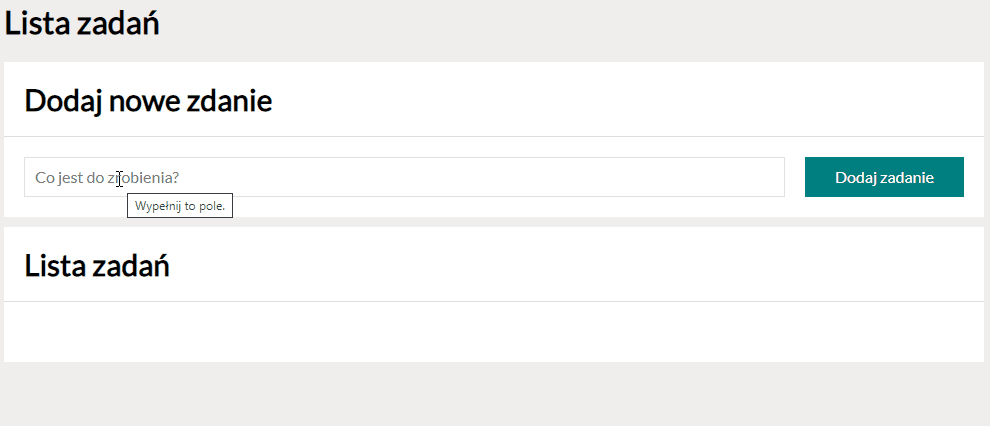 Lista zadań
Dodaj nowe zdanie
Co jest do zrobienia?
Dodaj zadanie
Wypełnij to pole.
Lista zadań